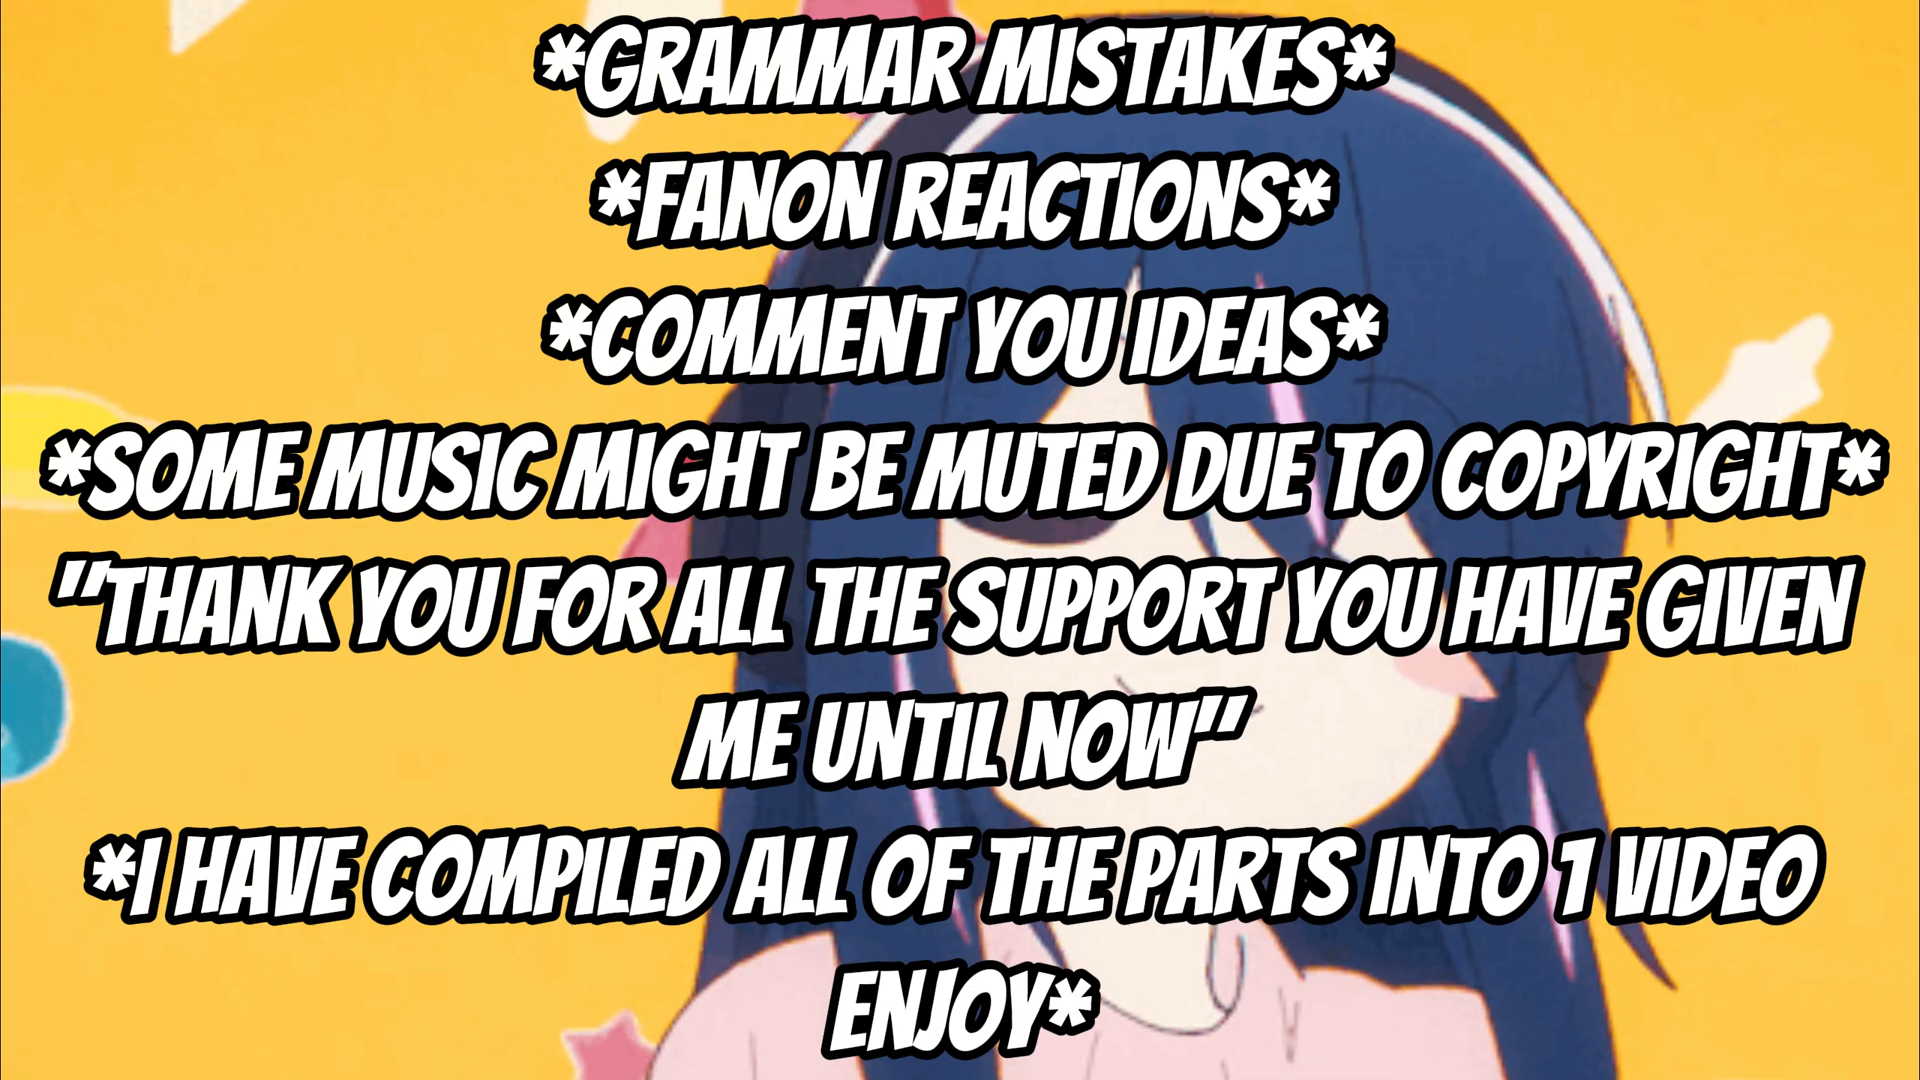 *GRAMMAR MISTAKES*
*FANON REACTIONS*
*COMMENT YOU IDEAS*
*SOME MUSIC MIGHT BE MUTED DUE TO COPYRIGHT*
"THANK YOU FOR ALL THE SUPPORT YOU HAVE GIVEN
ME UNTIL NOW"
*I HAVE COMPILED ALL OF THE PARTS INTO 1 VIDEO
ENJOY*